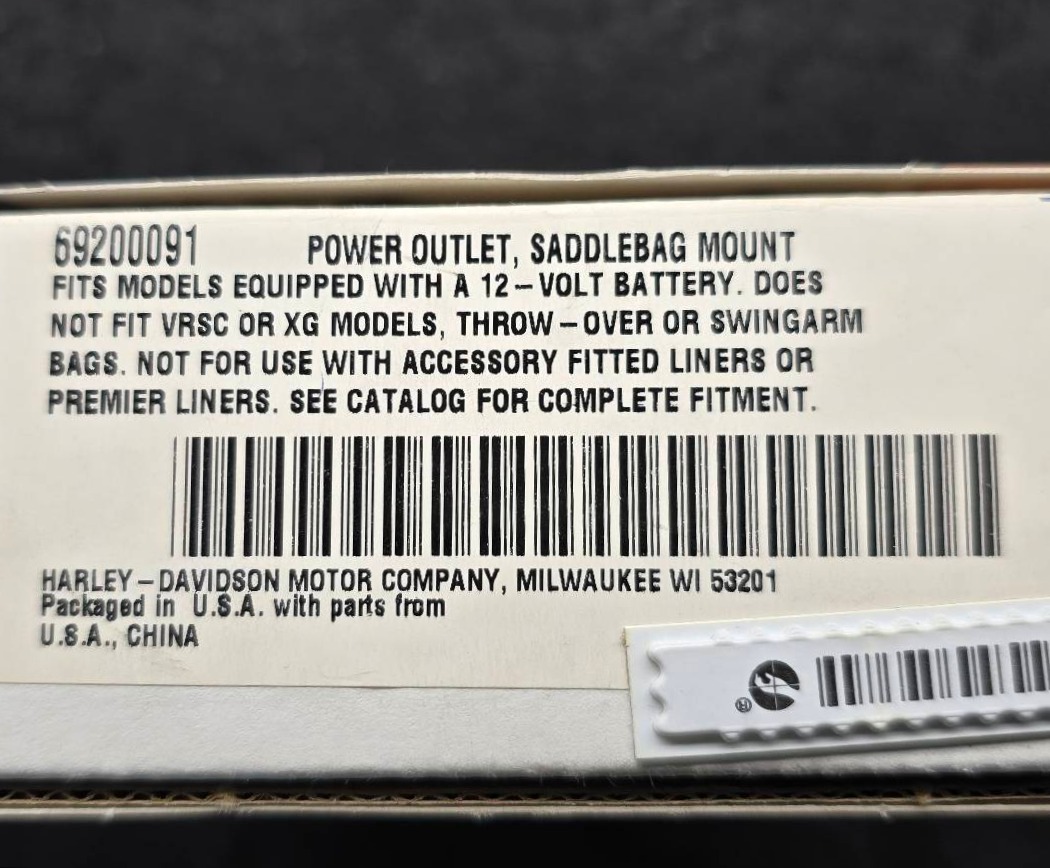 69200091 POWER OUTLET, SADDLEBAG MOUNT
FITS MODELS EQUIPPED WITH A 12-VOLT BATTERY. DOES
NOT FIT VRSC OR XG MODELS, THROW-OVER OR SWINGARM
BAGS. NOT FOR USE WITH ACCESSORY FITTED LINERS OR
PREMIER LINERS. SEE CATALOG FOR COMPLETE FITMENT.
HARLEY-DAVIDSON MOTOR COMPANY, MILWAUKEE WI 53201
Packaged in U.S.A. with parts from
U.S.A., CHINA
®